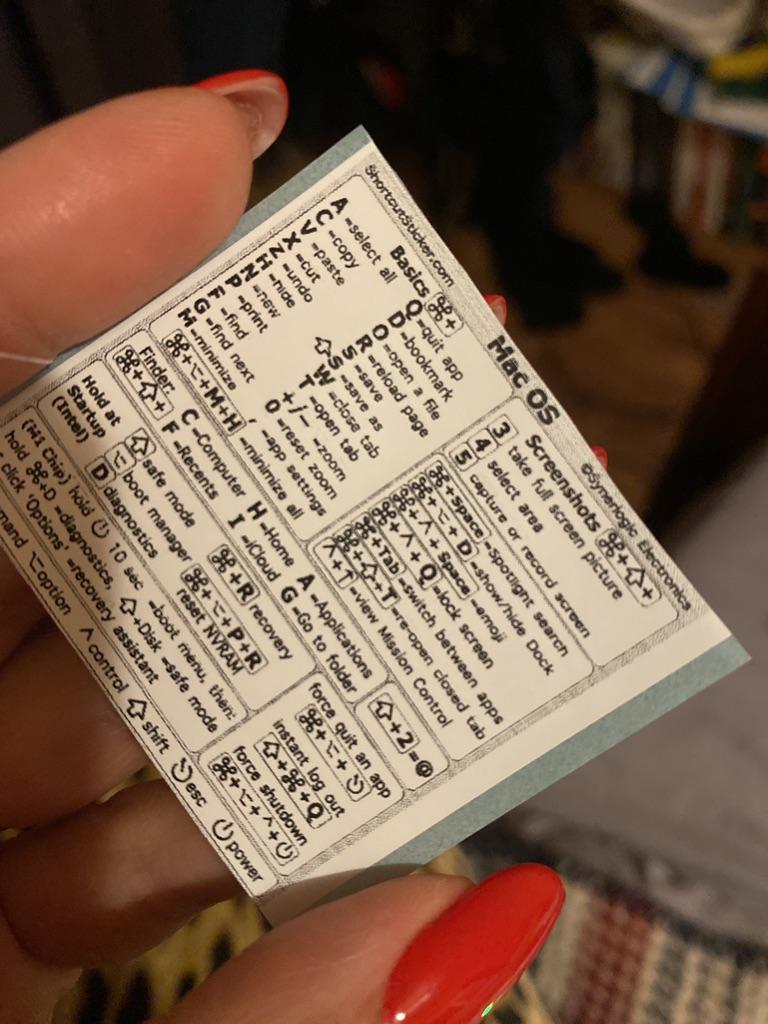 ShortcutSticker.com
Mac OS
©Synerlogic Electronics
Basics ⌘+
A =select all
C =copy
V =paste
X =cut
Z =undo
H =hide
N =new
P =print
F =find
G =find next
M =minimize
⌘+⌥+M+H
Q =quit app
D =bookmark
O =open a file
R =reload page
S =save
⇧S =save as
W =close tab
T =open tab
+/- =zoom
0 =reset zoom
, =app settings
=minimize all
Screenshots ⌘+⇧+
3 take full screen picture
4 select area
5 capture or record screen
⌘+Space =Spotlight search
⌘+⌥+D =show/hide Dock
⌘+^+Space =emoji
⌘+^+Q =lock screen
⌘+Tab =switch between apps
⌘+⇧+T =re-open closed tab
^+↑ =view Mission Control
Finder:
⌘+⇧+
C =Computer
F =Recents
H =Home
I =iCloud
A =Applications
G =Go to folder
⇧+2=@
Hold at
Startup
(Intel)
⇧ safe mode
⌥ boot manager
D diagnostics
⌘+R recovery
⌘+⌥+P+R
reset NVRAM
(M1 Chip) hold ⏻ 10 sec =boot menu, then:
hold ⌘+D =diagnostics, ⇧+Disk =safe mode
click 'Options' =recovery assistant
force quit an app
⌘+⌥+⎋
instant log out
⇧+⌘+Q
force shutdown
⌘+⌥+^+⏻
mand ⌥option ^control ⇧shift ⎋esc ⏻power